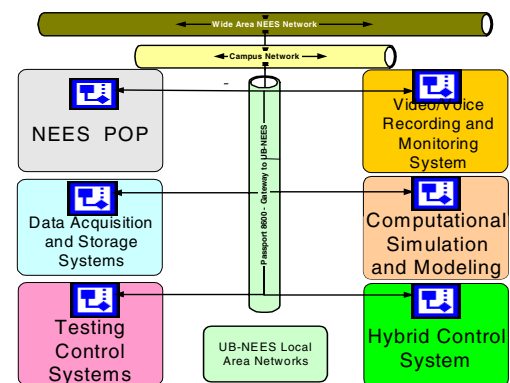 Wide Area NEES Network
Campus Network
NEES POP
Video/Voice
Recording and
Monitoring
System
Passport 8600 - Gateway to UB-NEES
Data Acquisition
and Storage
Systems
Computational
Simulation
and Modeling
Testing
Control
Systems
UB-NEES Local
Area Networks
Hybrid Control
System